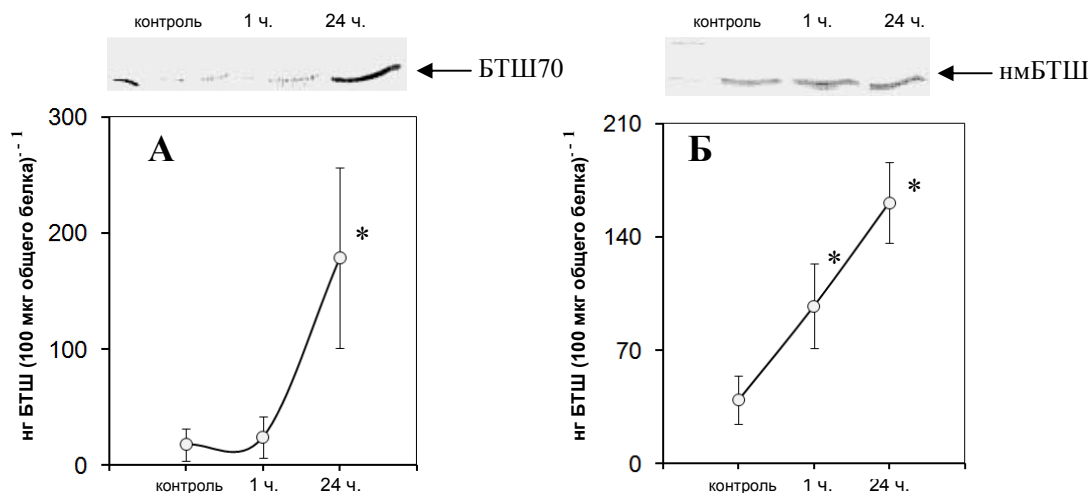 контроль 1 ч. 24 ч.
БТШ70
300
200
100
0
нг БТШ (100 мкг общего белка)⁻⁻¹
А
*
контроль 1 ч. 24 ч.
контроль 1 ч. 24 ч.
нмБТШ
210
140
70
0
нг БТШ (100 мкг общего белка)⁻⁻¹
Б
*
*
контроль 1 ч. 24 ч.